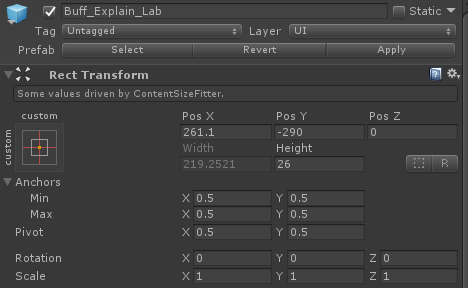 Buff_Explain_Lab Static
Tag Untagged Layer UI
Prefab Select Revert Apply
Rect Transform
Some values driven by ContentSizeFitter.
custom Pos X Pos Y Pos Z
custom 261.1 -290 0
Width Height
219.2521 26 R
Anchors
Min X 0.5 Y 0.5
Max X 0.5 Y 0.5
Pivot X 0.5 Y 0.5
Rotation X 0 Y 0 Z 0
Scale X 1 Y 1 Z 1